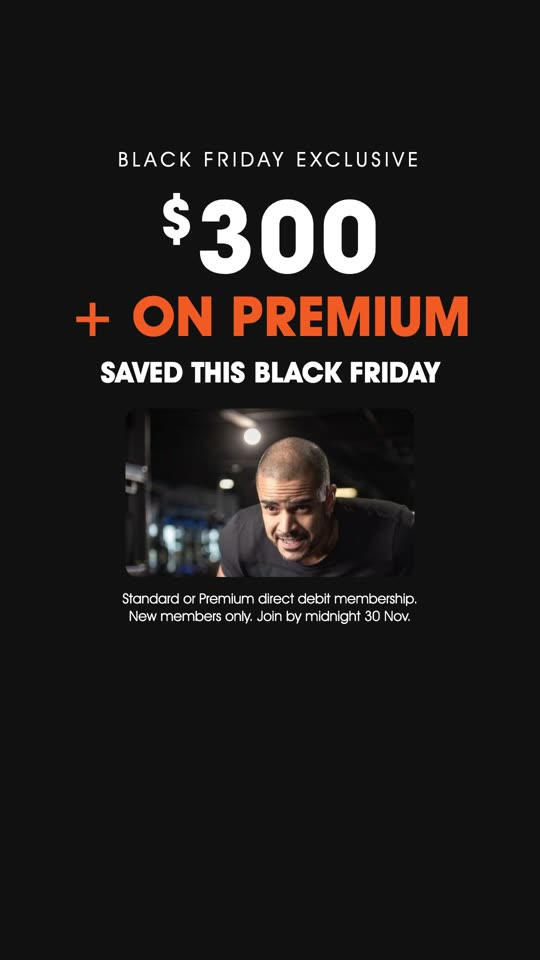 BLACK FRIDAY EXCLUSIVE
$300
+ ON PREMIUM
SAVED THIS BLACK FRIDAY
Standard or Premium direct debit membership.
New members only. Join by midnight 30 Nov.